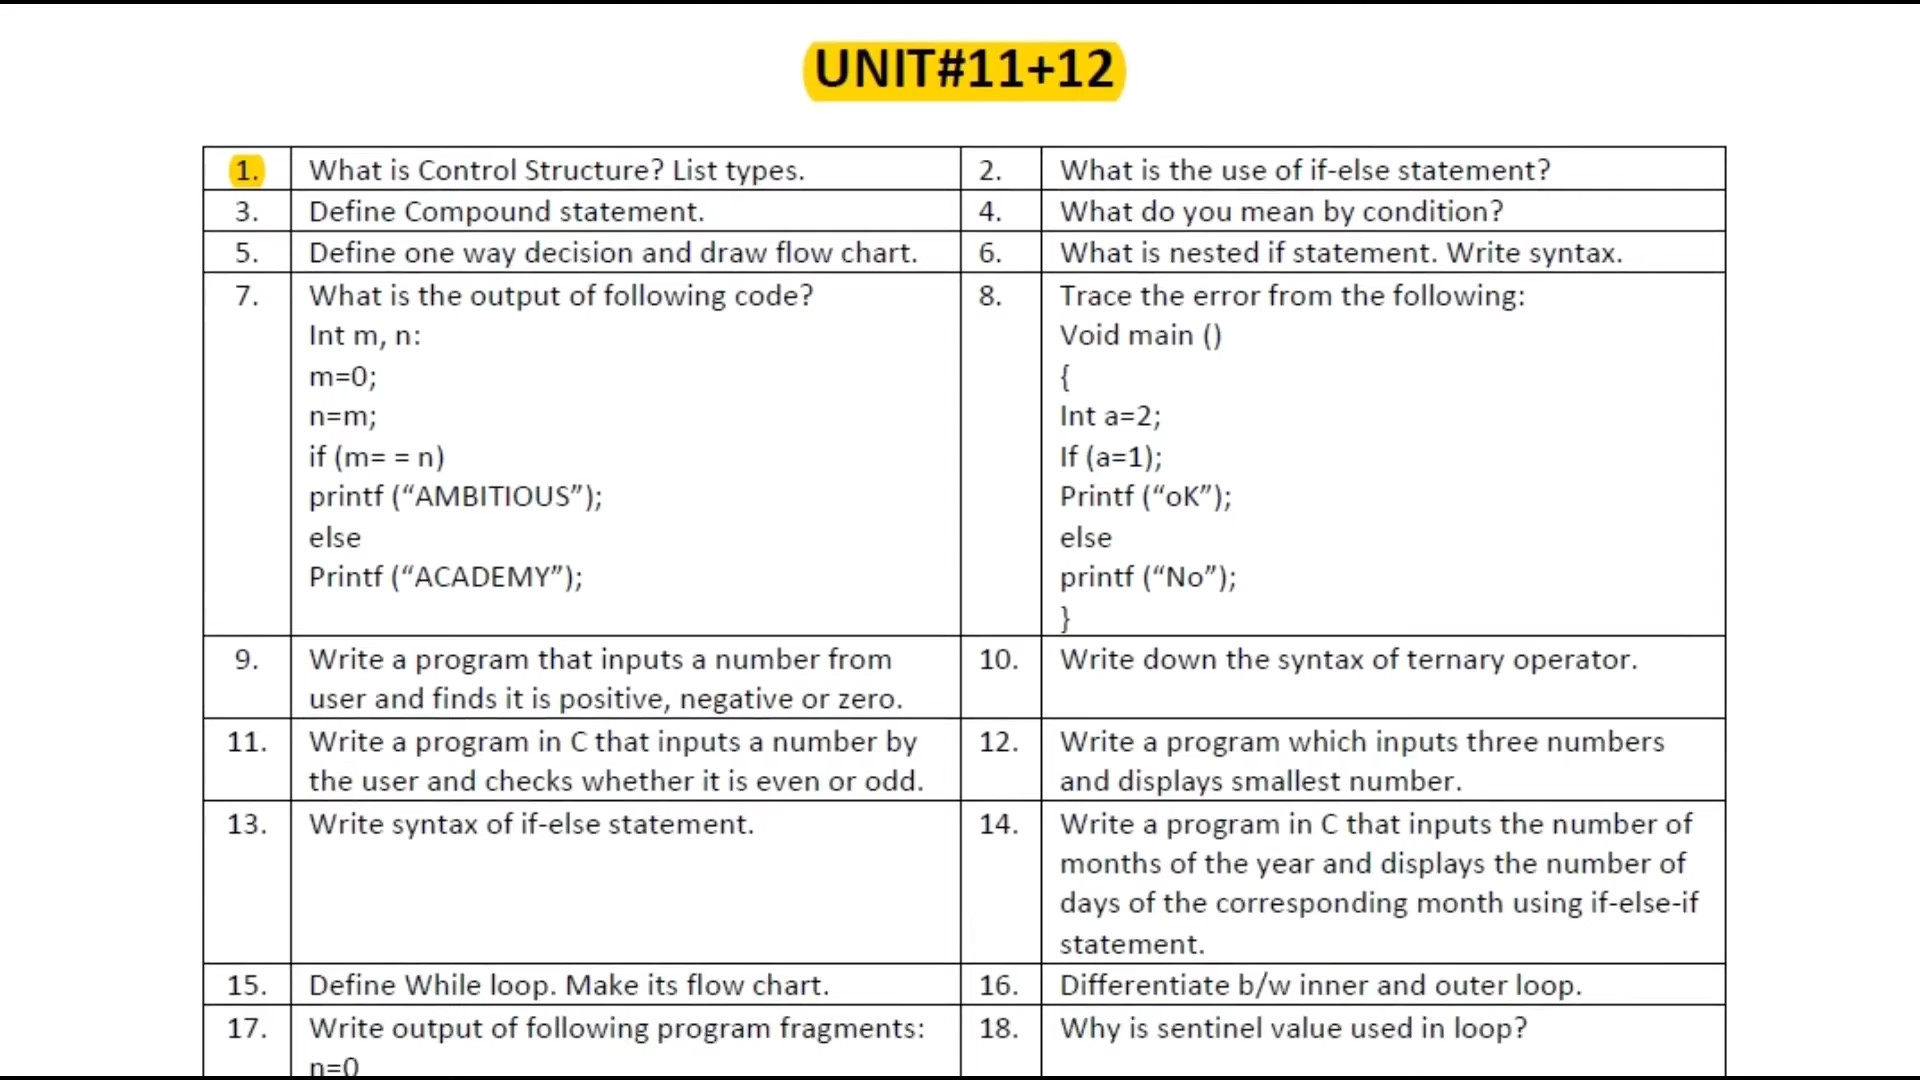 UNIT#11+12
1. What is Control Structure? List types.
2. What is the use of if-else statement?
3. Define Compound statement.
4. What do you mean by condition?
5. Define one way decision and draw flow chart.
6. What is nested if statement. Write syntax.
7. What is the output of following code?
Int m, n:
m=0;
n=m;
if (m= = n)
printf (“AMBITIOUS”);
else
Printf (“ACADEMY”);
8. Trace the error from the following:
Void main ()
{
Int a=2;
If (a=1);
Printf (“oK”);
else
printf (“No”);
}
9. Write a program that inputs a number from
user and finds it is positive, negative or zero.
10. Write down the syntax of ternary operator.
11. Write a program in C that inputs a number by
the user and checks whether it is even or odd.
12. Write a program which inputs three numbers
and displays smallest number.
13. Write syntax of if-else statement.
14. Write a program in C that inputs the number of
months of the year and displays the number of
days of the corresponding month using if-else-if
statement.
15. Define While loop. Make its flow chart.
16. Differentiate b/w inner and outer loop.
17. Write output of following program fragments:
n=0
18. Why is sentinel value used in loop?